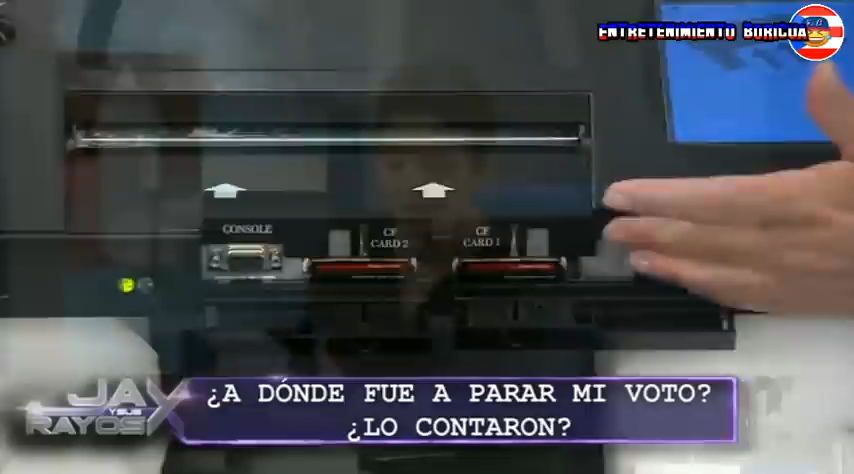 ENTRETENIMIENTO BORICUA
CONSOLE
CF
CARD 2
CF
CARD 1
JAY
Y SUS
RAYOS X
¿A DÓNDE FUE A PARAR MI VOTO?
¿LO CONTARON?